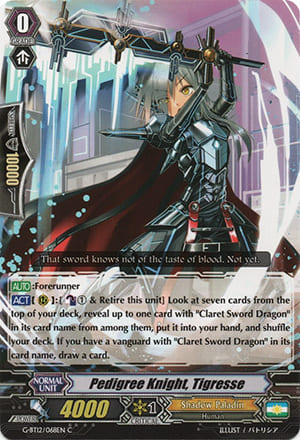 GRADE
0
SHIELD
10000
That sword knows not of the taste of blood. Not yet.
AUTO:Forerunner
ACT [R]:[1 & Retire this unit] Look at seven cards from the
top of your deck, reveal up to one card with "Claret Sword Dragon"
in its card name from among them, put it into your hand, and shuffle
your deck. If you have a vanguard with "Claret Sword Dragon" in its
card name, draw a card.
NORMAL
UNIT
Pedigree Knight, Tigresse
POWER
4000
1
CRITICAL
Shadow Paladin
Human
G-BT12/068EN C
ILLUST / パトリシア